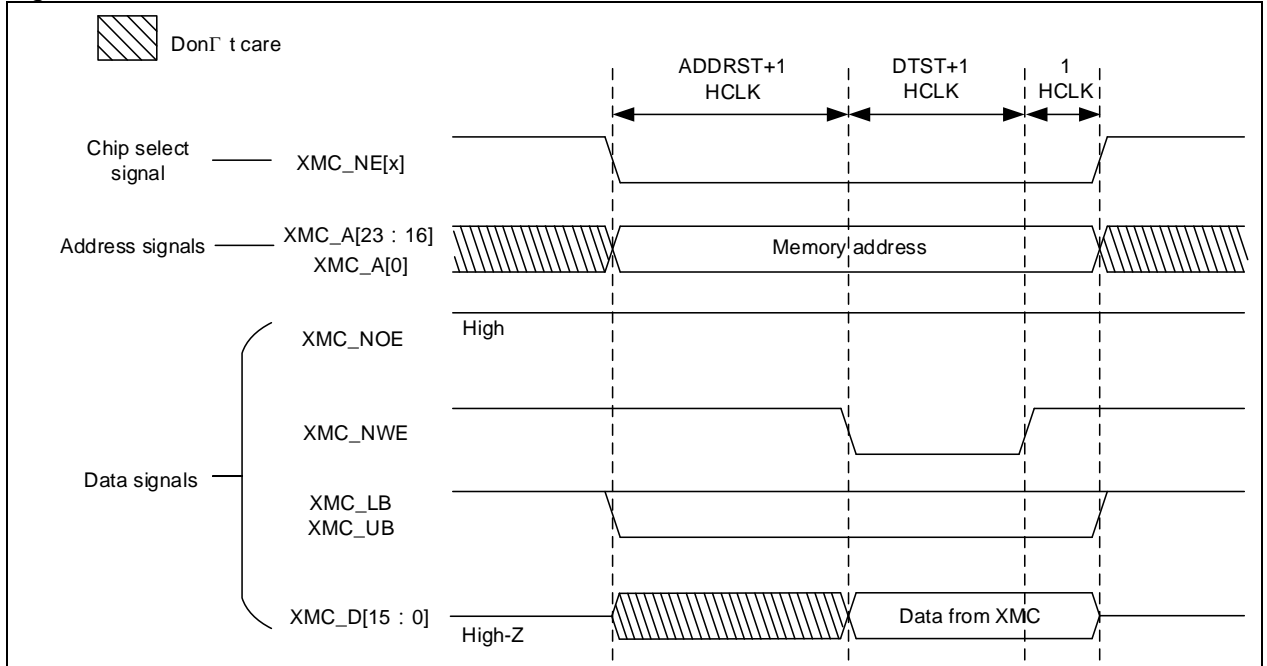 DonΓ t care
ADDRST+1
HCLK
DTST+1
HCLK
1
HCLK
Chip select
signal
XMC_NE[x]
Address signals
XMC_A[23 : 16]
XMC_A[0]
Memory address
XMC_NOE
High
XMC_NWE
Data signals
XMC_LB
XMC_UB
XMC_D[15 : 0]
High-Z
Data from XMC